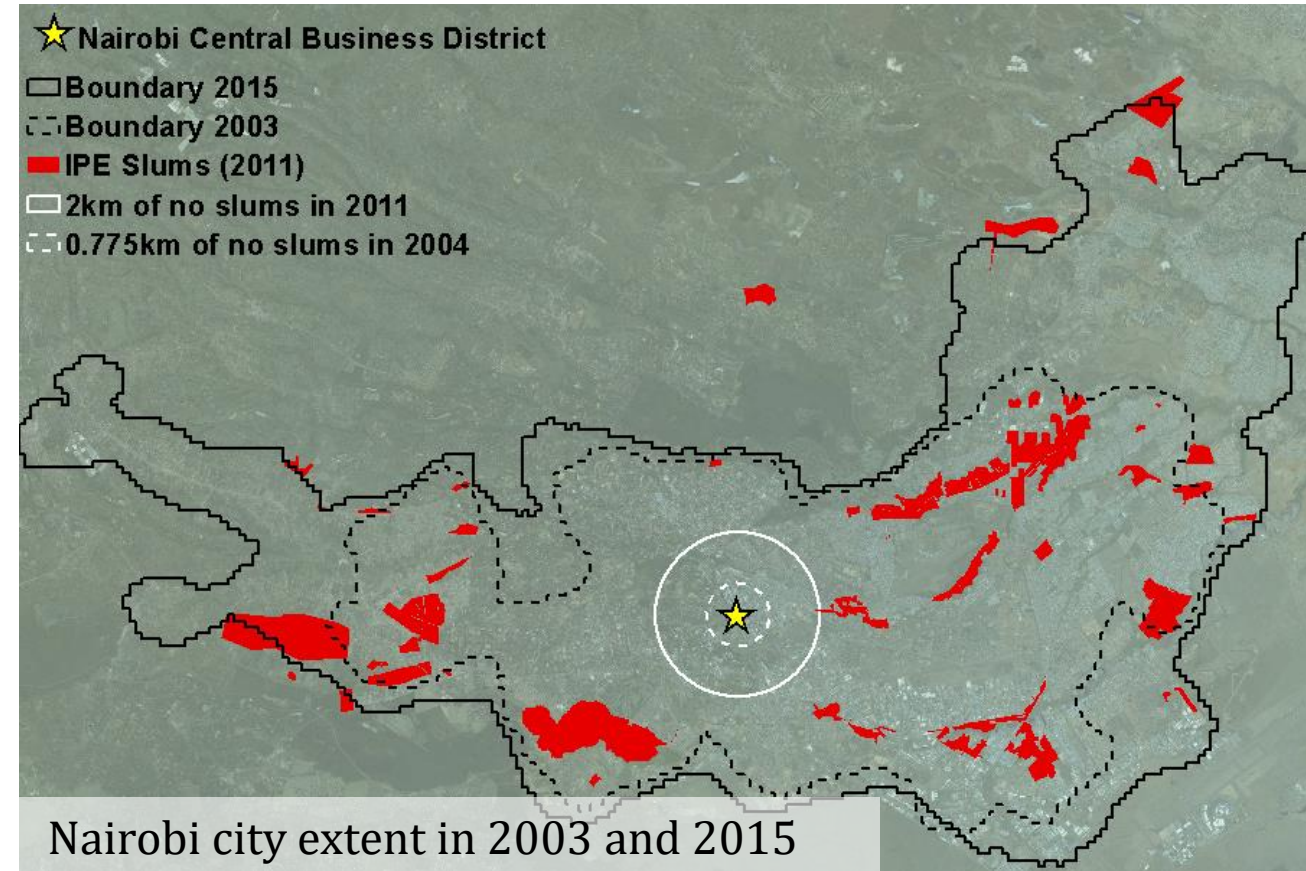 Nairobi Central Business District
Boundary 2015
Boundary 2003
IPE Slums (2011)
2km of no slums in 2011
0.775km of no slums in 2004
Nairobi city extent in 2003 and 2015